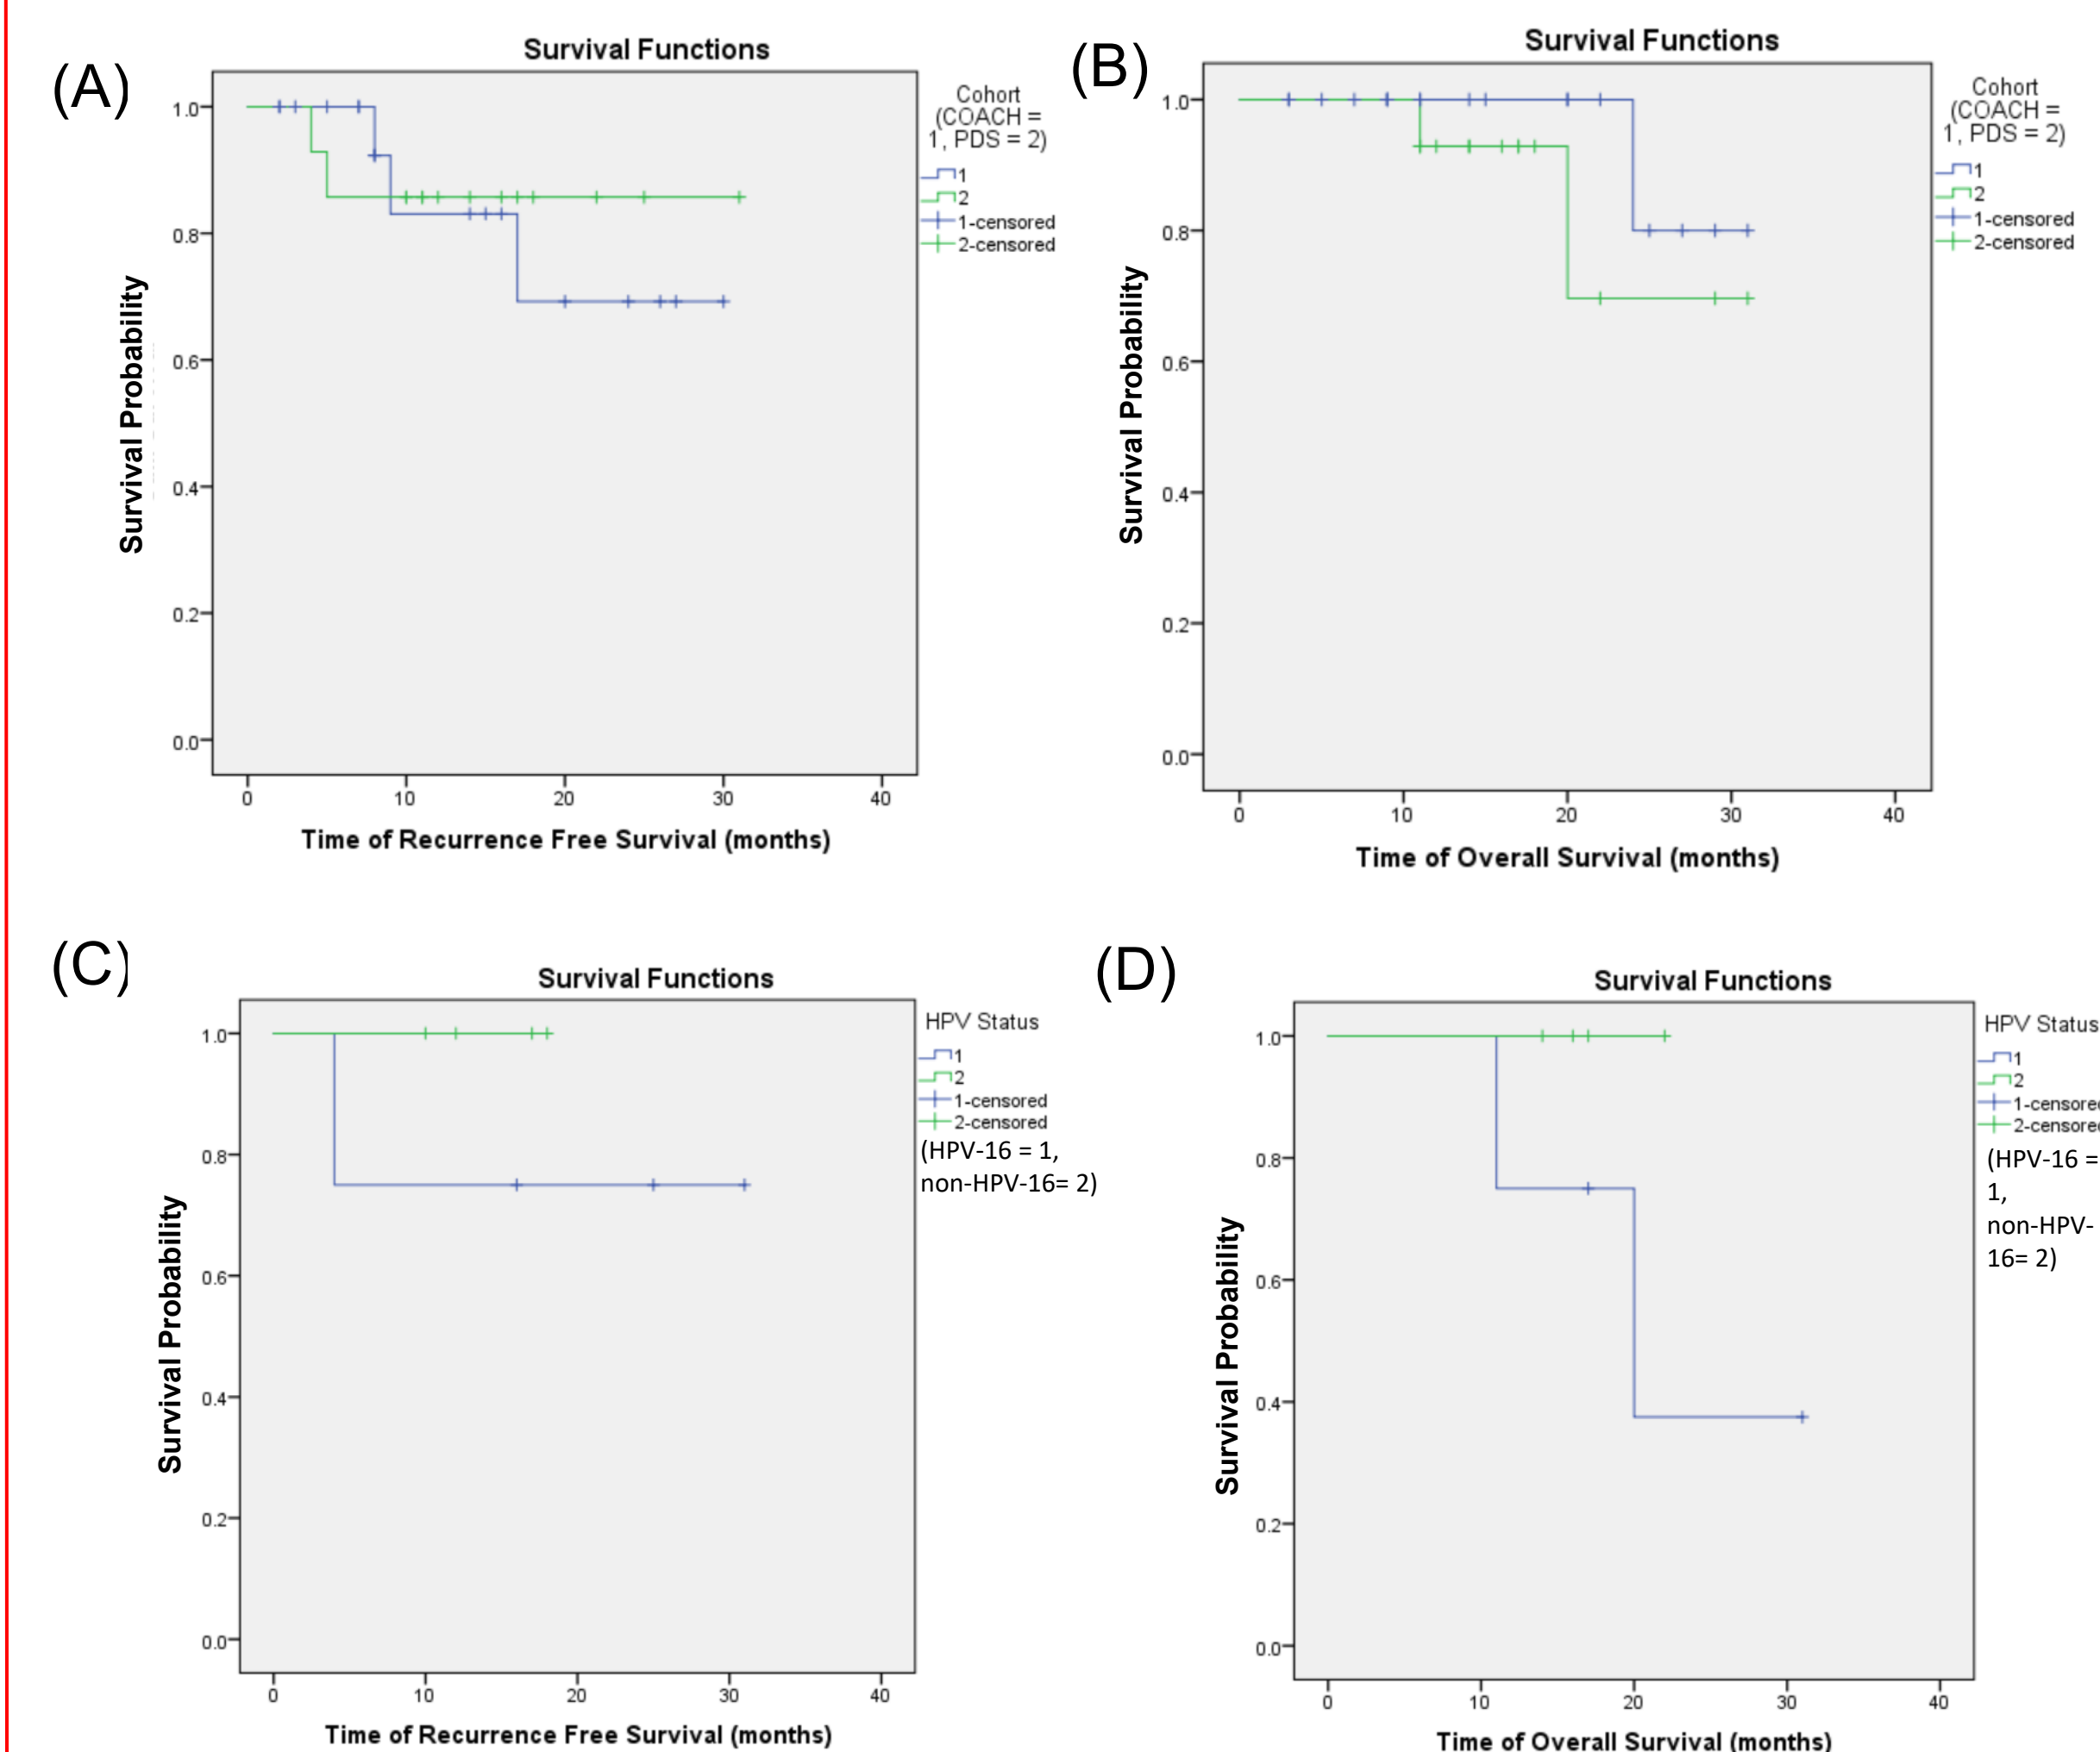 (A)
Survival Functions
Survival Probability
1.0
0.8
0.6
0.4
0.2
0.0
0 10 20 30 40
Time of Recurrence Free Survival (months)
Cohort
(COACH =
1, PDS = 2)
1
2
1-censored
2-censored
(B)
Survival Functions
Survival Probability
1.0
0.8
0.6
0.4
0.2
0.0
0 10 20 30 40
Time of Overall Survival (months)
Cohort
(COACH =
1, PDS = 2)
1
2
1-censored
2-censored
(C)
Survival Functions
Survival Probability
1.0
0.8
0.6
0.4
0.2
0.0
0 10 20 30 40
Time of Recurrence Free Survival (months)
HPV Status
1
2
1-censored
2-censored
(HPV-16 = 1,
non-HPV-16= 2)
(D)
Survival Functions
Survival Probability
1.0
0.8
0.6
0.4
0.2
0.0
0 10 20 30 40
Time of Overall Survival (months)
HPV Status
1
2
1-censored
2-censored
(HPV-16 =
1,
non-HPV-
16= 2)